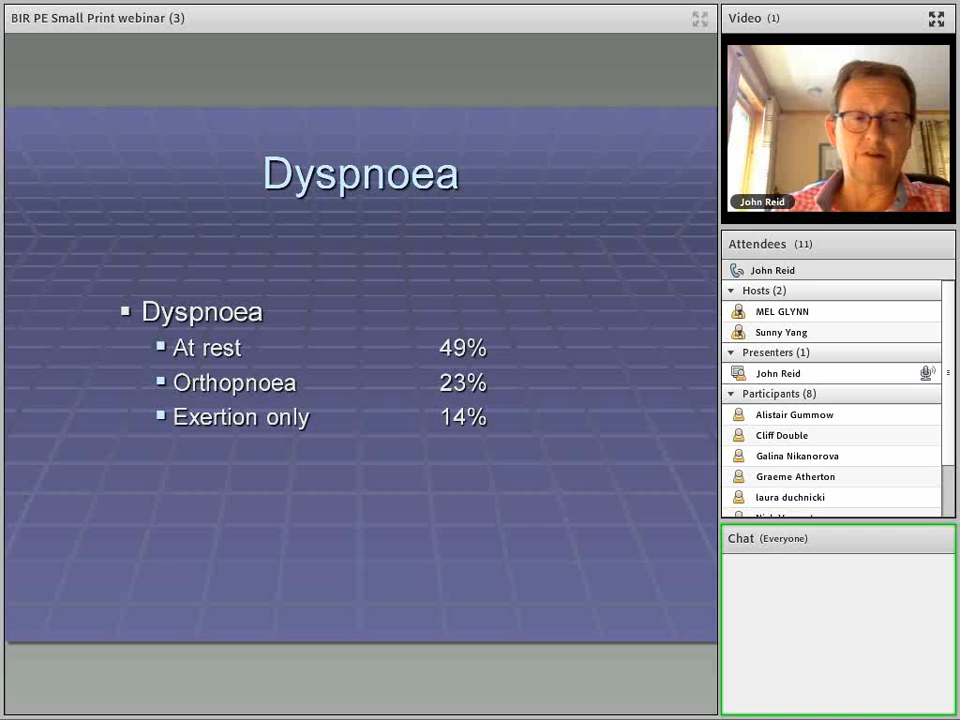 BIR PE Small Print webinar (3)
Dyspnoea
Dyspnoea
At rest 49%
Orthopnoea 23%
Exertion only 14%
Video (1)
John Reid
Attendees (11)
John Reid
Hosts (2)
MEL GLYNN
Sunny Yang
Presenters (1)
John Reid
Participants (8)
Alistair Gummow
Cliff Double
Galina Nikanorova
Graeme Atherton
laura duchnicki
Chat (Everyone)